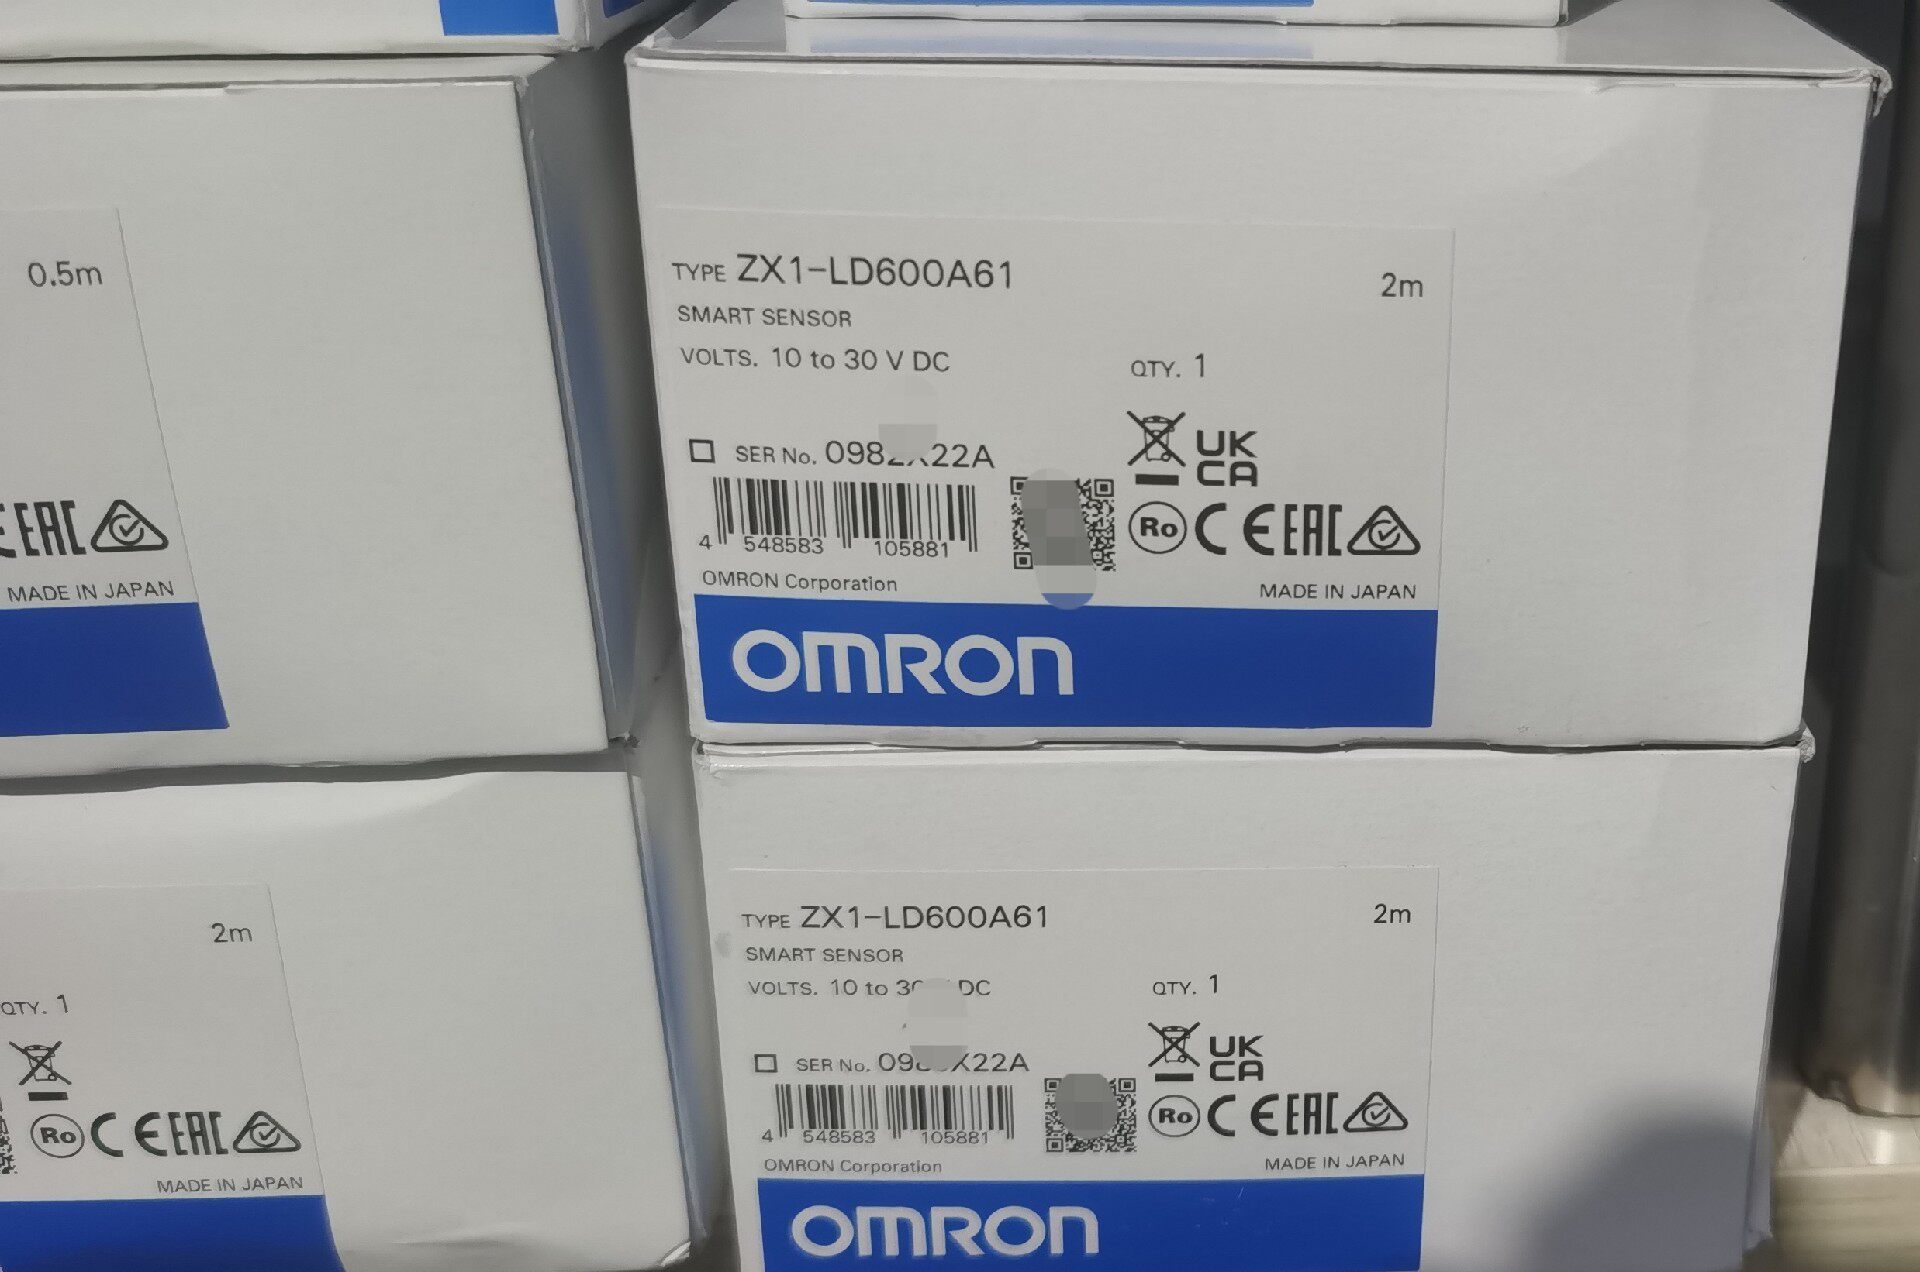 0.5m
EAC
MADE IN JAPAN
TYPE ZX1-LD600A61 2m
SMART SENSOR
VOLTS. 10 to 30 V DC
QTY. 1
SER No. 0982X22A
UK
CA
Ro CE EAC
4 548583 105881
OMRON Corporation
MADE IN JAPAN
OMRON
2m
QTY. 1
Ro CE EAC
MADE IN JAPAN
TYPE ZX1-LD600A61 2m
SMART SENSOR
VOLTS. 10 to 30 DC
QTY. 1
SER No.
UK
CA
Ro CE EAC
4 548583 105881
OMRON Corporation
MADE IN JAPAN
OMRON